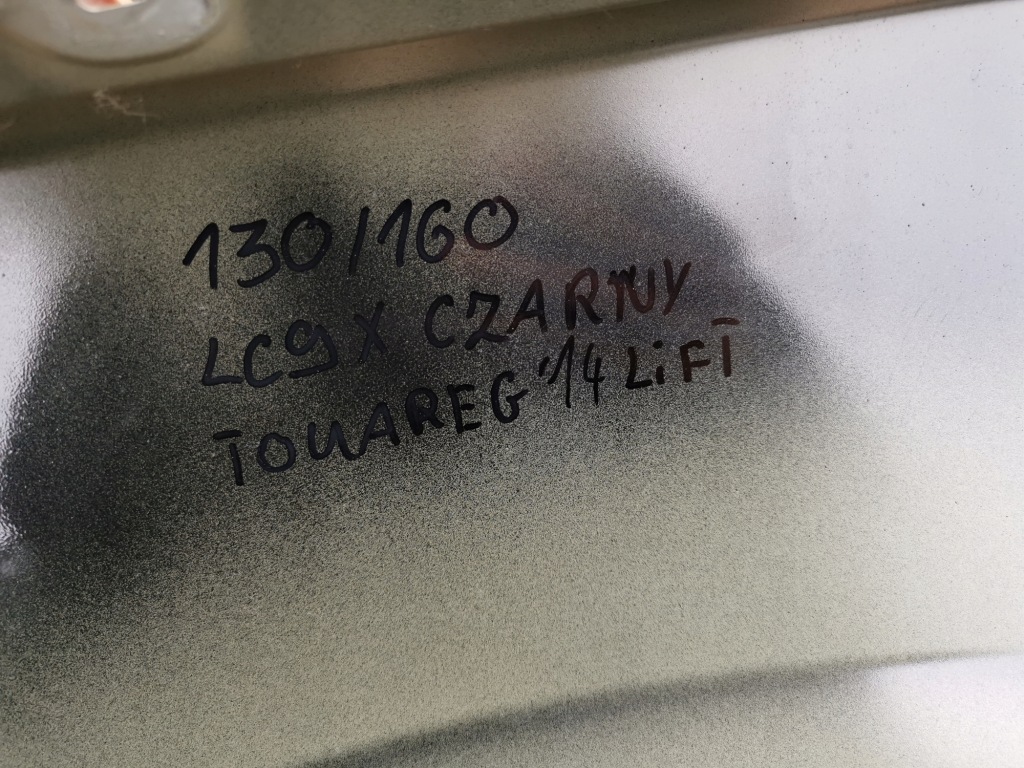 130/160
LC9X CZARNY
TOUAREG '14 LiFT